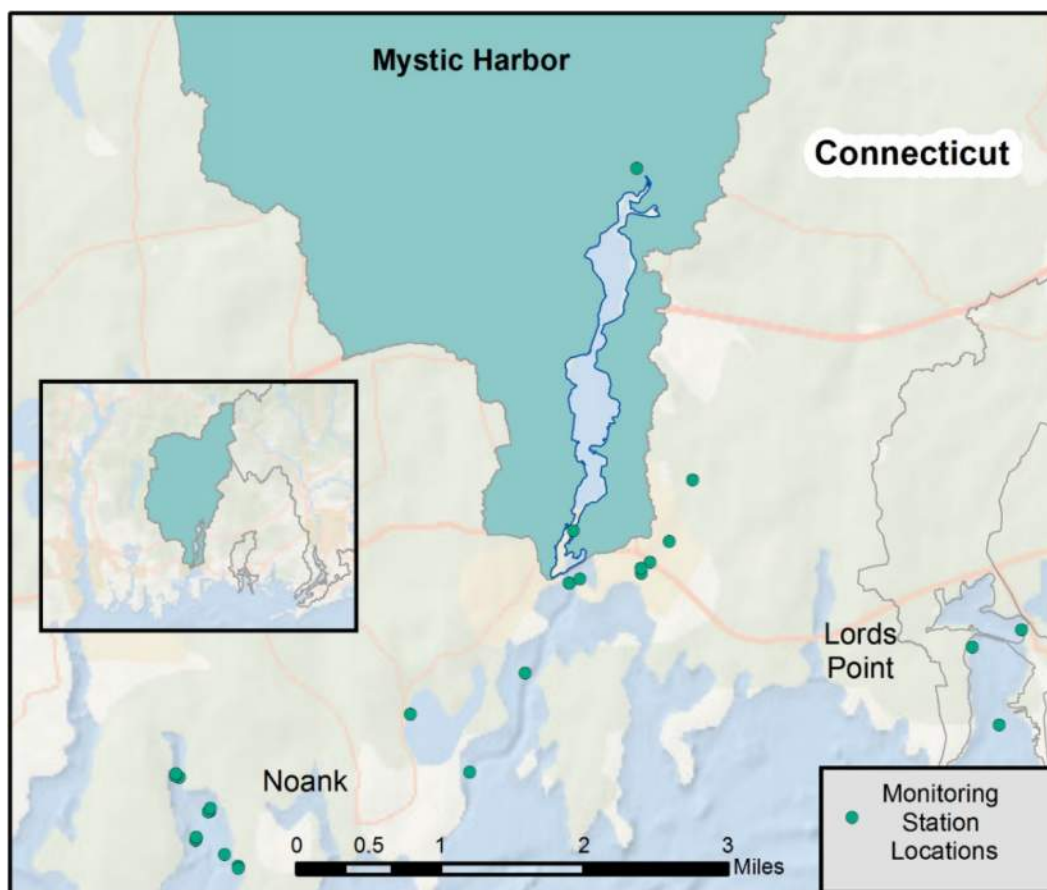 Mystic Harbor
Connecticut
Lords
Point
Noank
0 0.5 1 2 3
Miles
Monitoring
Station
Locations